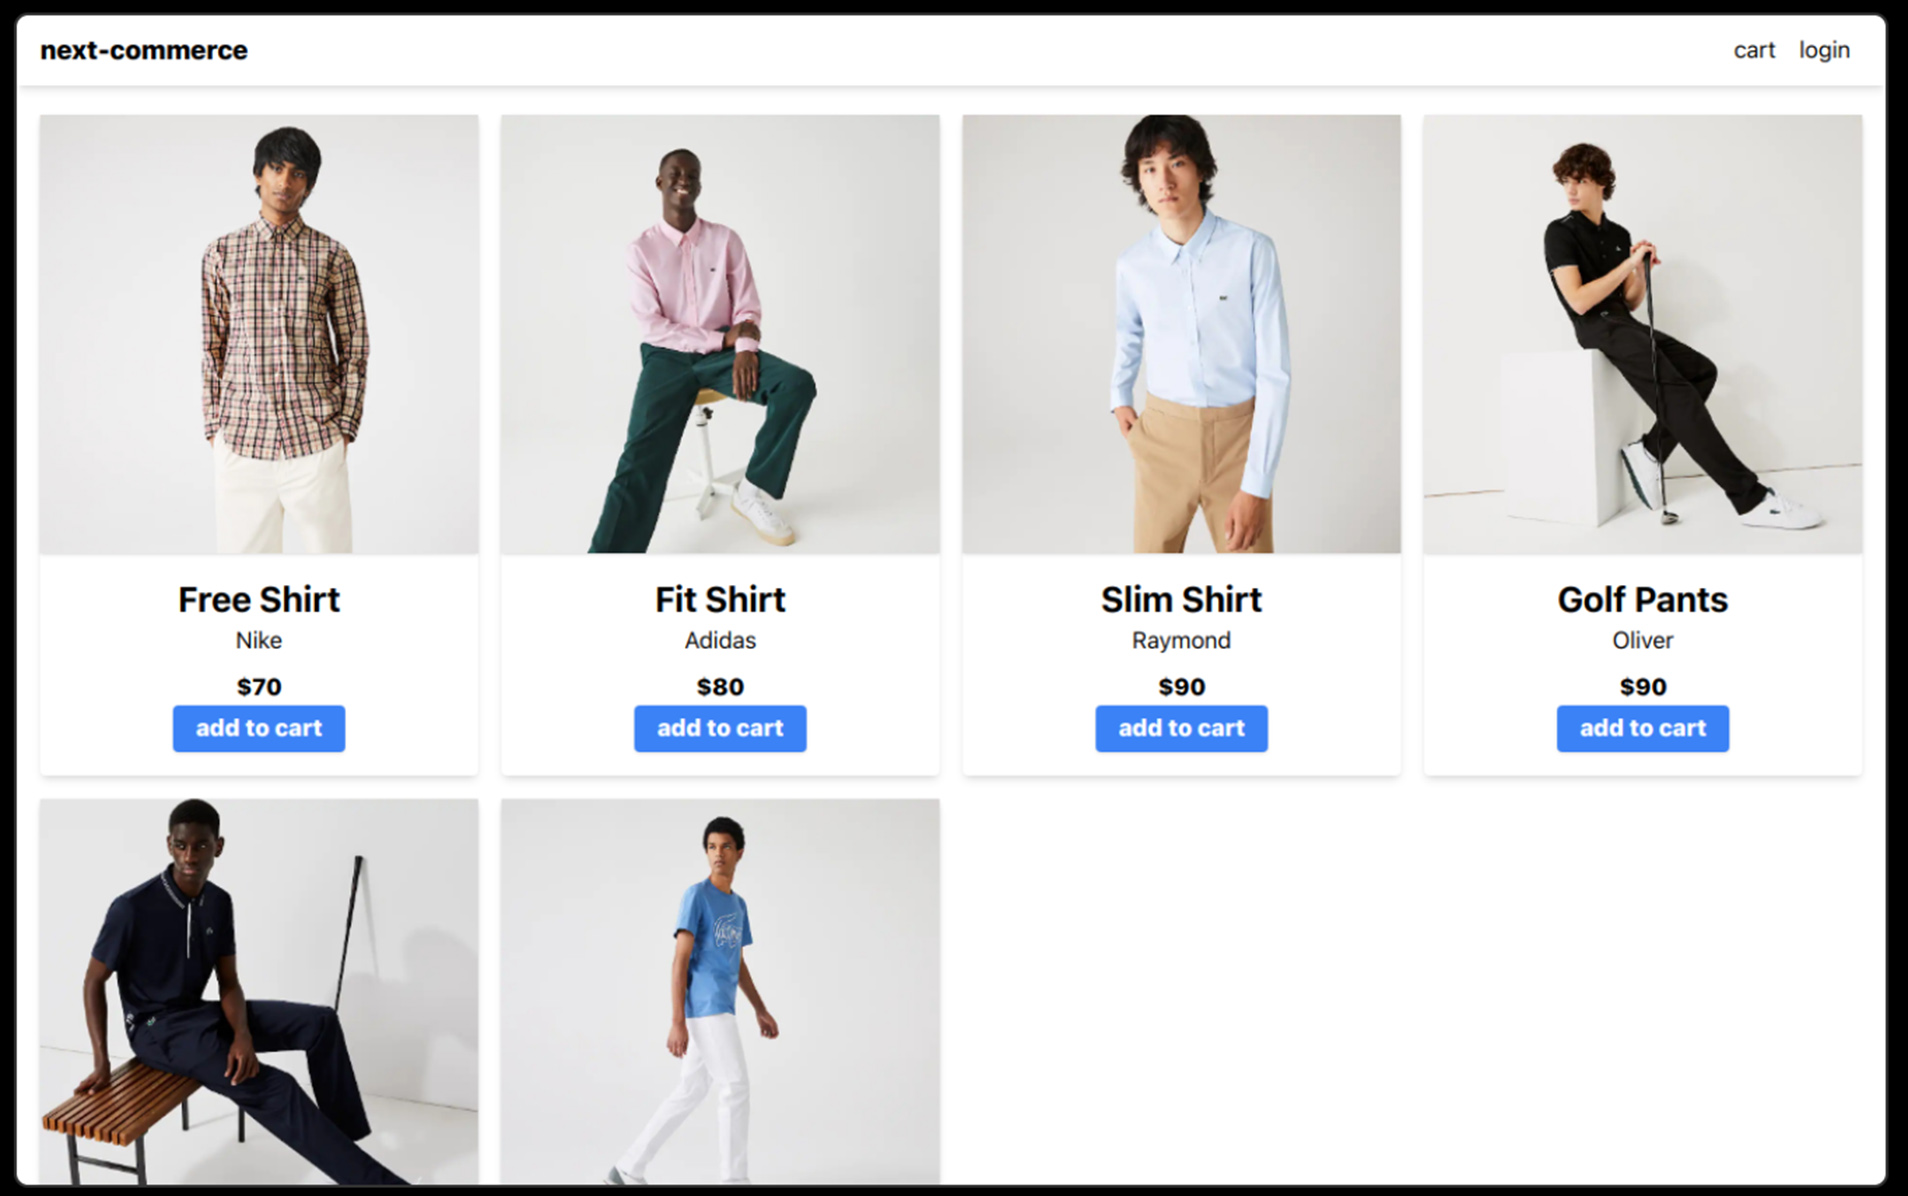 next-commerce
cart login
Free Shirt
Nike
$70
add to cart
Fit Shirt
Adidas
$80
add to cart
Slim Shirt
Raymond
$90
add to cart
Golf Pants
Oliver
$90
add to cart